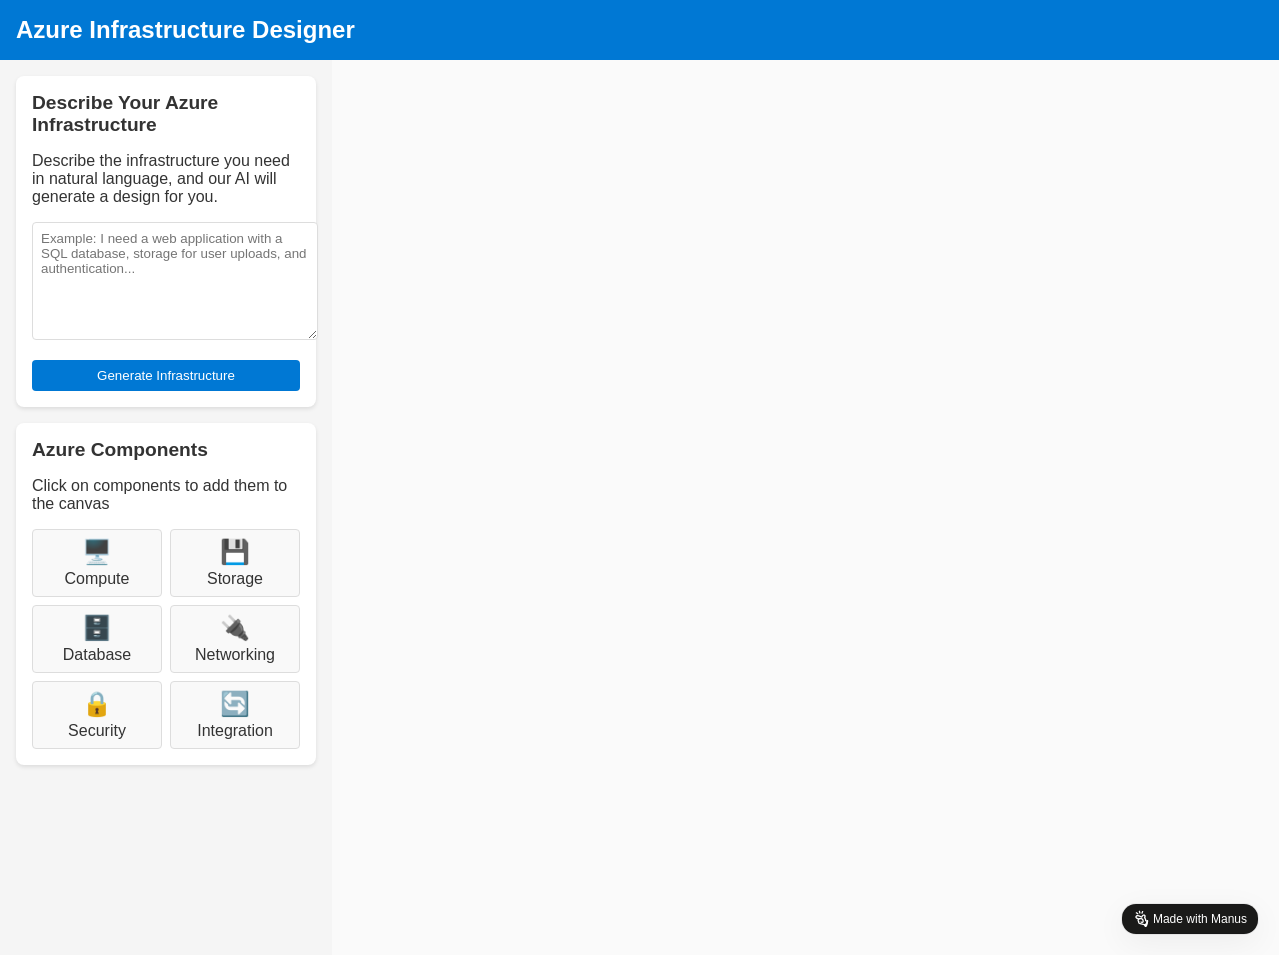 Azure Infrastructure Designer
Describe Your Azure
Infrastructure
Describe the infrastructure you need
in natural language, and our AI will
generate a design for you.
Example: I need a web application with a
SQL database, storage for user uploads, and
authentication...
Generate Infrastructure
Azure Components
Click on components to add them to
the canvas
Compute
Storage
Database
Networking
Security
Integration
Made with Manus